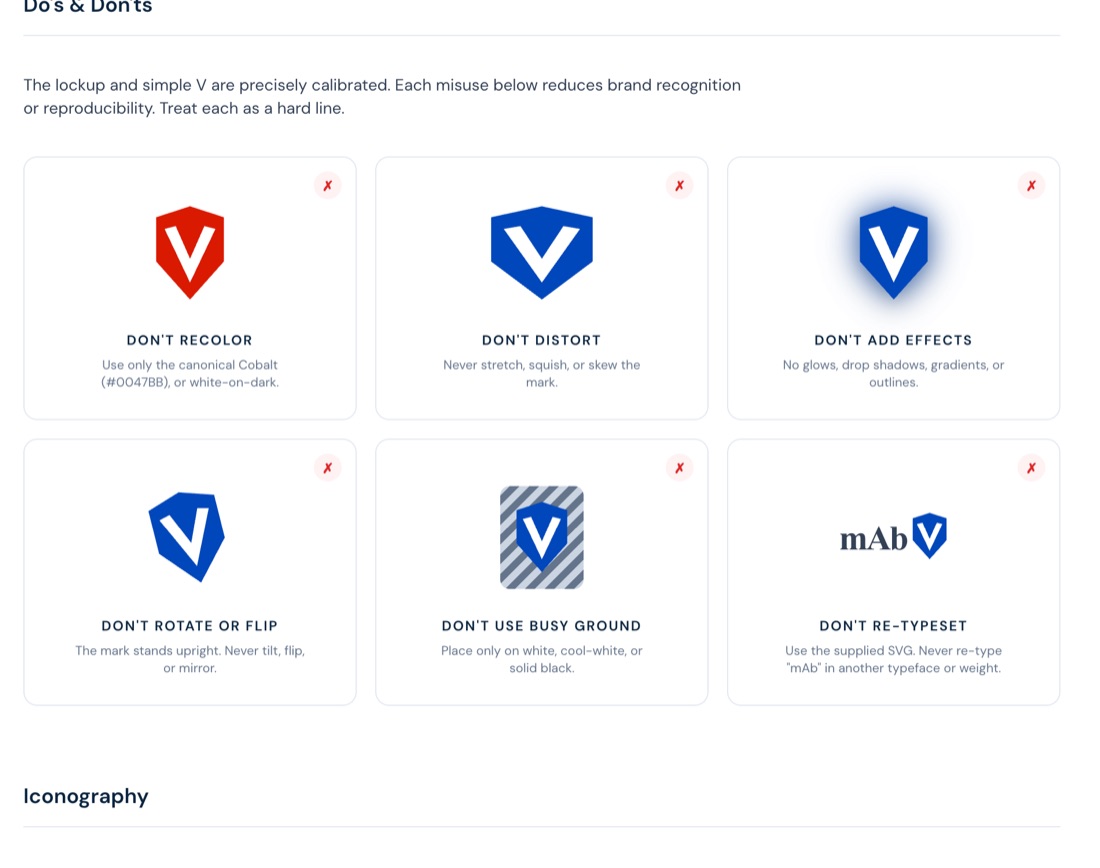 Do's & Don'ts
The lockup and simple V are precisely calibrated. Each misuse below reduces brand recognition
or reproducibility. Treat each as a hard line.
✗
V
DON'T RECOLOR
Use only the canonical Cobalt
(#0047BB), or white-on-dark.
✗
V
DON'T DISTORT
Never stretch, squish, or skew the
mark.
✗
V
DON'T ADD EFFECTS
No glows, drop shadows, gradients, or
outlines.
✗
V
DON'T ROTATE OR FLIP
The mark stands upright. Never tilt, flip,
or mirror.
✗
V
DON'T USE BUSY GROUND
Place only on white, cool-white, or
solid black.
✗
mAbV
DON'T RE-TYPESET
Use the supplied SVG. Never re-type
"mAb" in another typeface or weight.
Iconography